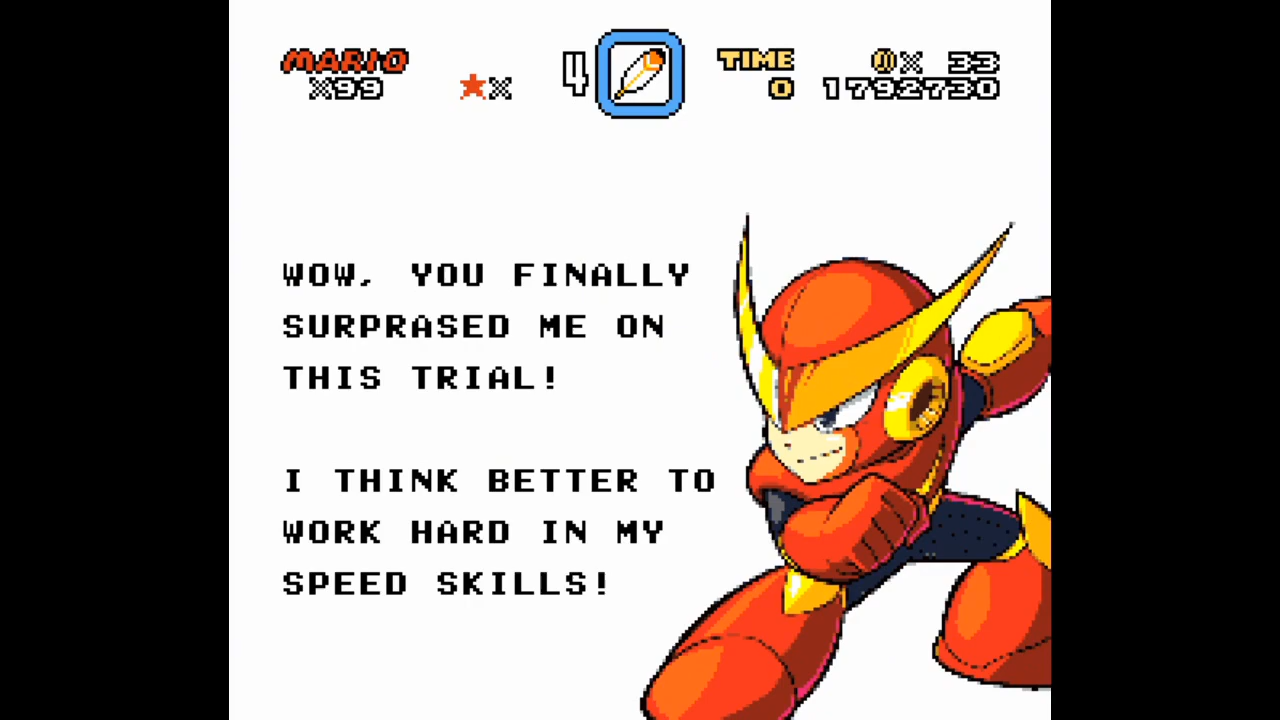 MARIO TIME X 33
X99 X 4 0 1792730
WOW, YOU FINALLY
SURPRASED ME ON
THIS TRIAL!
I THINK BETTER TO
WORK HARD IN MY
SPEED SKILLS!